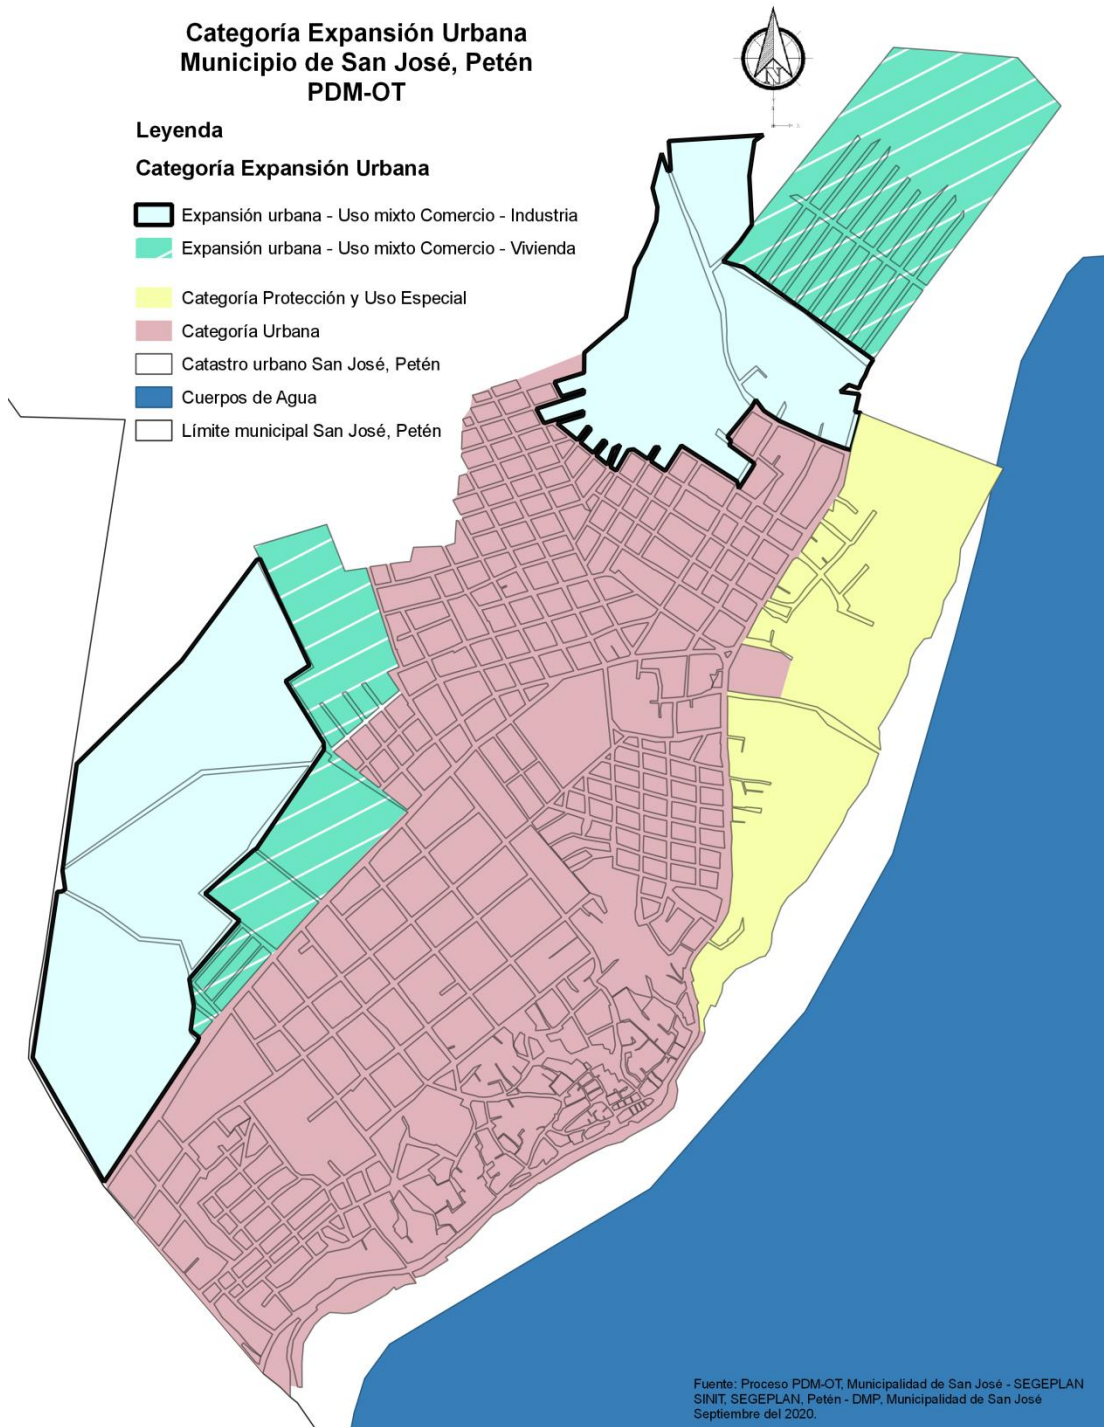 Categoría Expansión Urbana
Municipio de San José, Petén
PDM-OT
N
Leyenda
Categoría Expansión Urbana
Expansión urbana - Uso mixto Comercio - Industria
Expansión urbana - Uso mixto Comercio - Vivienda
Categoría Protección y Uso Especial
Categoría Urbana
Catastro urbano San José, Petén
Cuerpos de Agua
Límite municipal San José, Petén
Fuente: Proceso PDM-OT, Municipalidad de San José - SEGEPLAN
SINIT, SEGEPLAN, Petén - DMP, Municipalidad de San José
Septiembre del 2020.